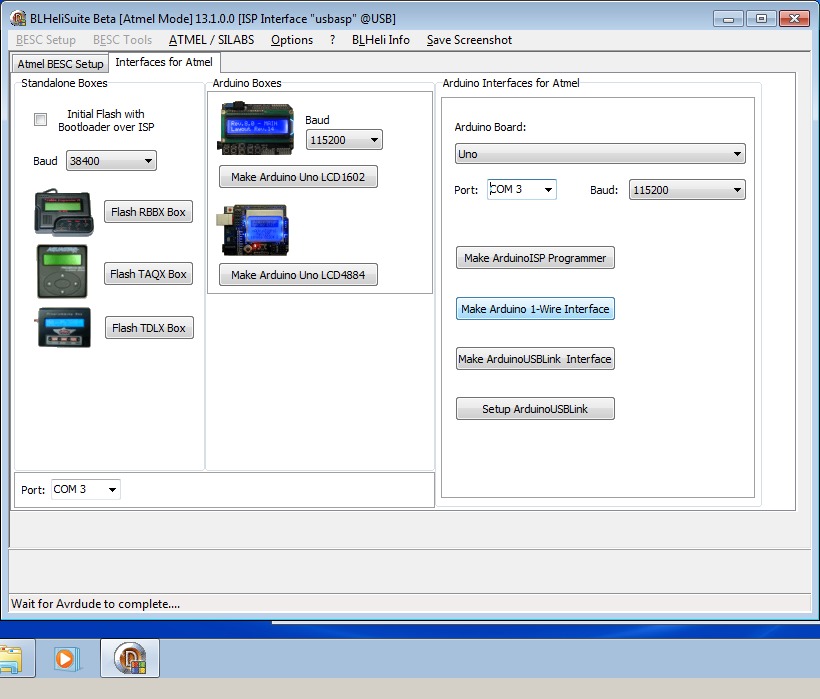 BLHeliSuite Beta [Atmel Mode] 13.1.0.0 [ISP Interface "usbasp" @USB]
BESC Setup BESC Tools ATMEL / SILABS Options ? BLHeli Info Save Screenshot
Atmel BESC Setup Interfaces for Atmel
Standalone Boxes
Initial Flash with
Bootloader over ISP
Baud 38400
Flash RBBX Box
Flash TAQX Box
Flash TDLX Box
Port: COM 3
Arduino Boxes
Rev.8.0 - MAIN
Layout Rev.14
Baud
115200
Make Arduino Uno LCD1602
Make Arduino Uno LCD4884
Arduino Interfaces for Atmel
Arduino Board:
Uno
Port: COM 3 Baud: 115200
Make ArduinoISP Programmer
Make Arduino 1-Wire Interface
Make ArduinoUSBLink Interface
Setup ArduinoUSBLink
Wait for Avrdude to complete....